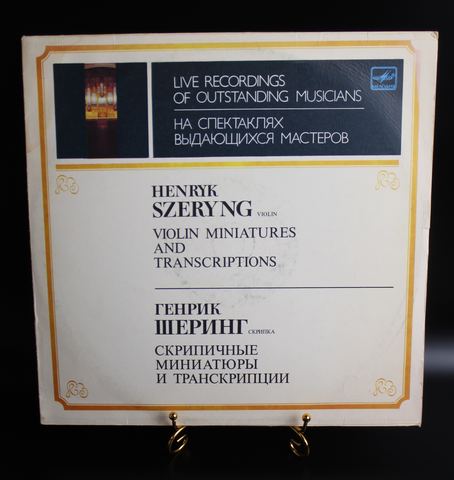 LIVE RECORDINGS
OF OUTSTANDING MUSICIANS
НА СПЕКТАКЛЯХ
ВЫДАЮЩИХСЯ МАСТЕРОВ
HENRYK
SZERYNG VIOLIN
VIOLIN MINIATURES
AND
TRANSCRIPTIONS
ГЕНРИК
ШЕРИНГ СКРИПКА
СКРИПИЧНЫЕ
МИНИАТЮРЫ
И ТРАНСКРИПЦИИ